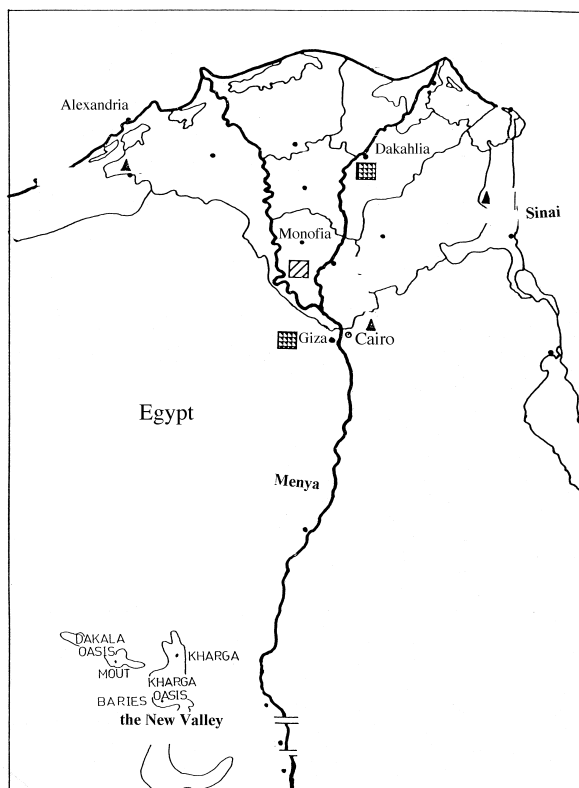 Alexandria
Dakahlia
Sinai
Monofia
Giza
Cairo
Egypt
Menya
DAKALA
OASIS
MOUT
KHARGA
KHARGA
OASIS
BARIES
the New Valley